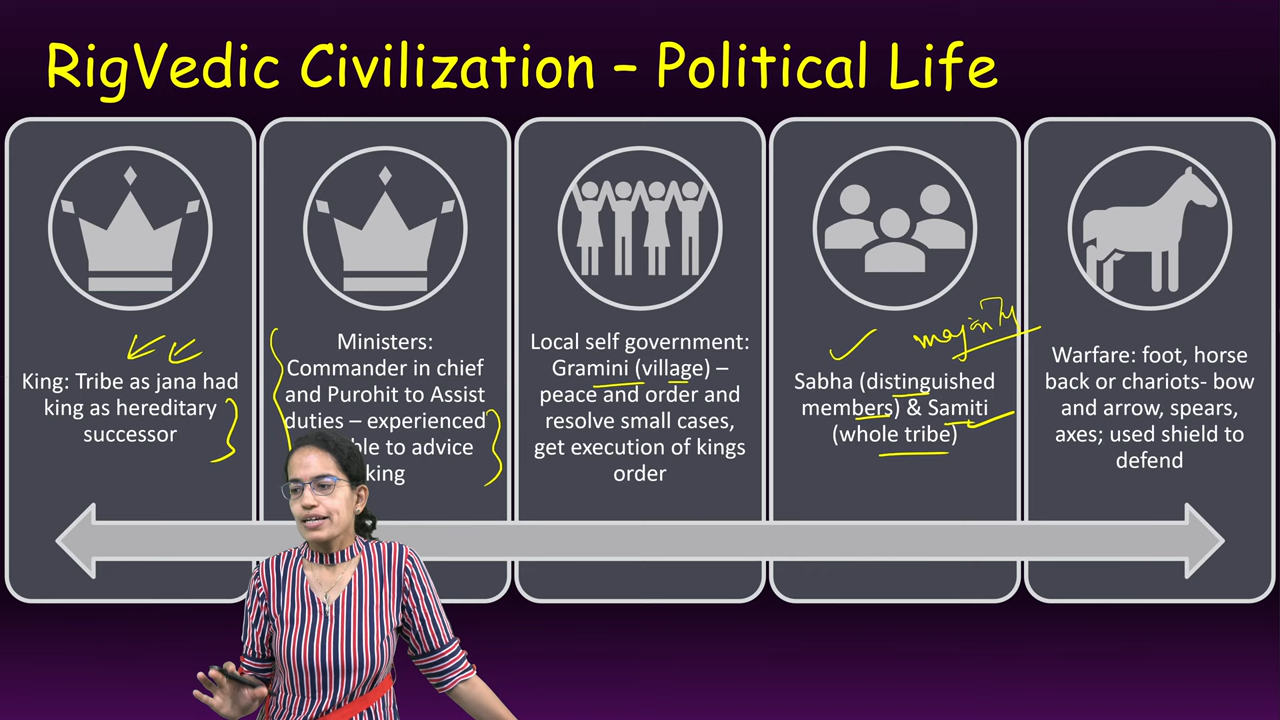 RigVedic Civilization – Political Life
King: Tribe as jana had
king as hereditary
successor
Ministers:
Commander in chief
and Purohit to Assist
duties – experienced
to advice
king
Local self government:
Gramini (village) –
peace and order and
resolve small cases,
get execution of kings
order
majority
Sabha (distinguished
members) & Samiti
(whole tribe)
Warfare: foot, horse
back or chariots- bow
and arrow, spears,
axes; used shield to
defend